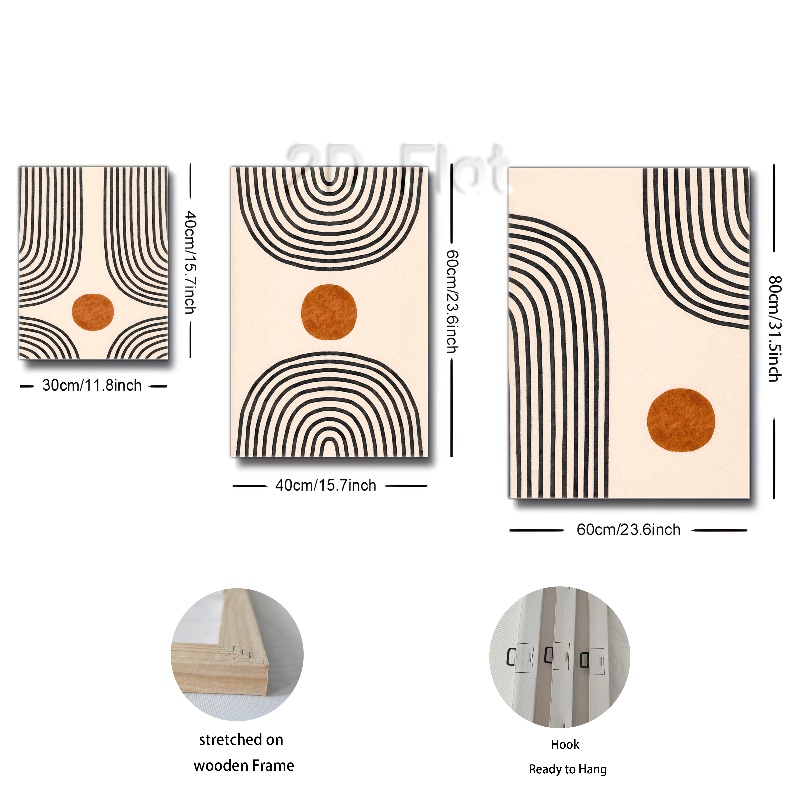 3D Flat
40cm/15.7inch
30cm/11.8inch
60cm/23.6inch
40cm/15.7inch
80cm/31.5inch
60cm/23.6inch
stretched on
wooden Frame
Hook
Ready to Hang